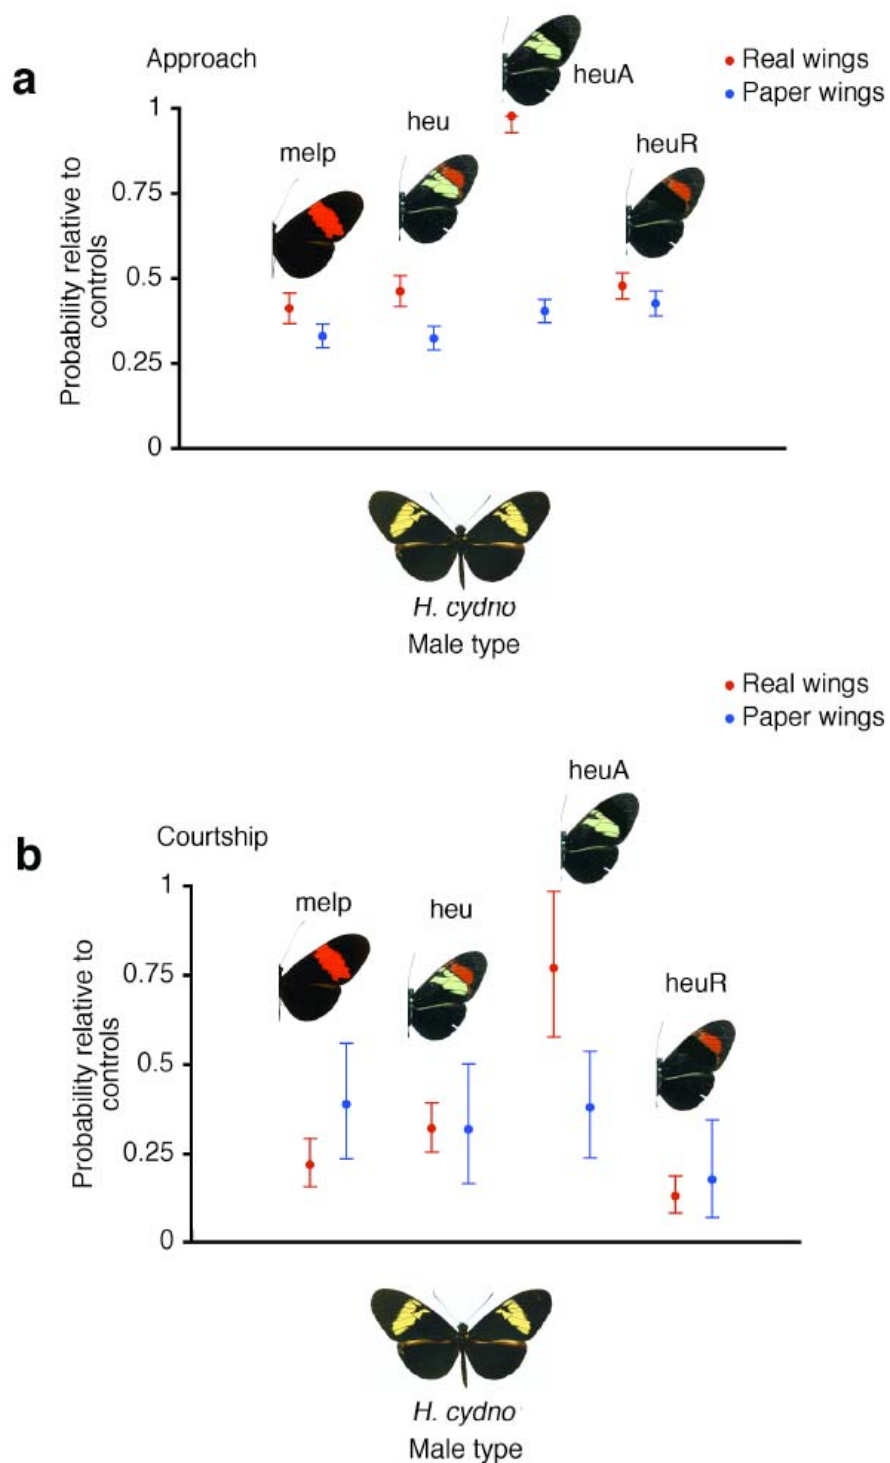 a
Approach
Real wings
Paper wings
heuA
1
heu
heuR
melp
0.75
Probability relative to
controls
0.5
0.25
0
H. cydno
Male type
Real wings
Paper wings
heuA
b
Courtship
1
melp
heu
heuR
0.75
Probability relative to
controls
0.5
0.25
0
H. cydno
Male type